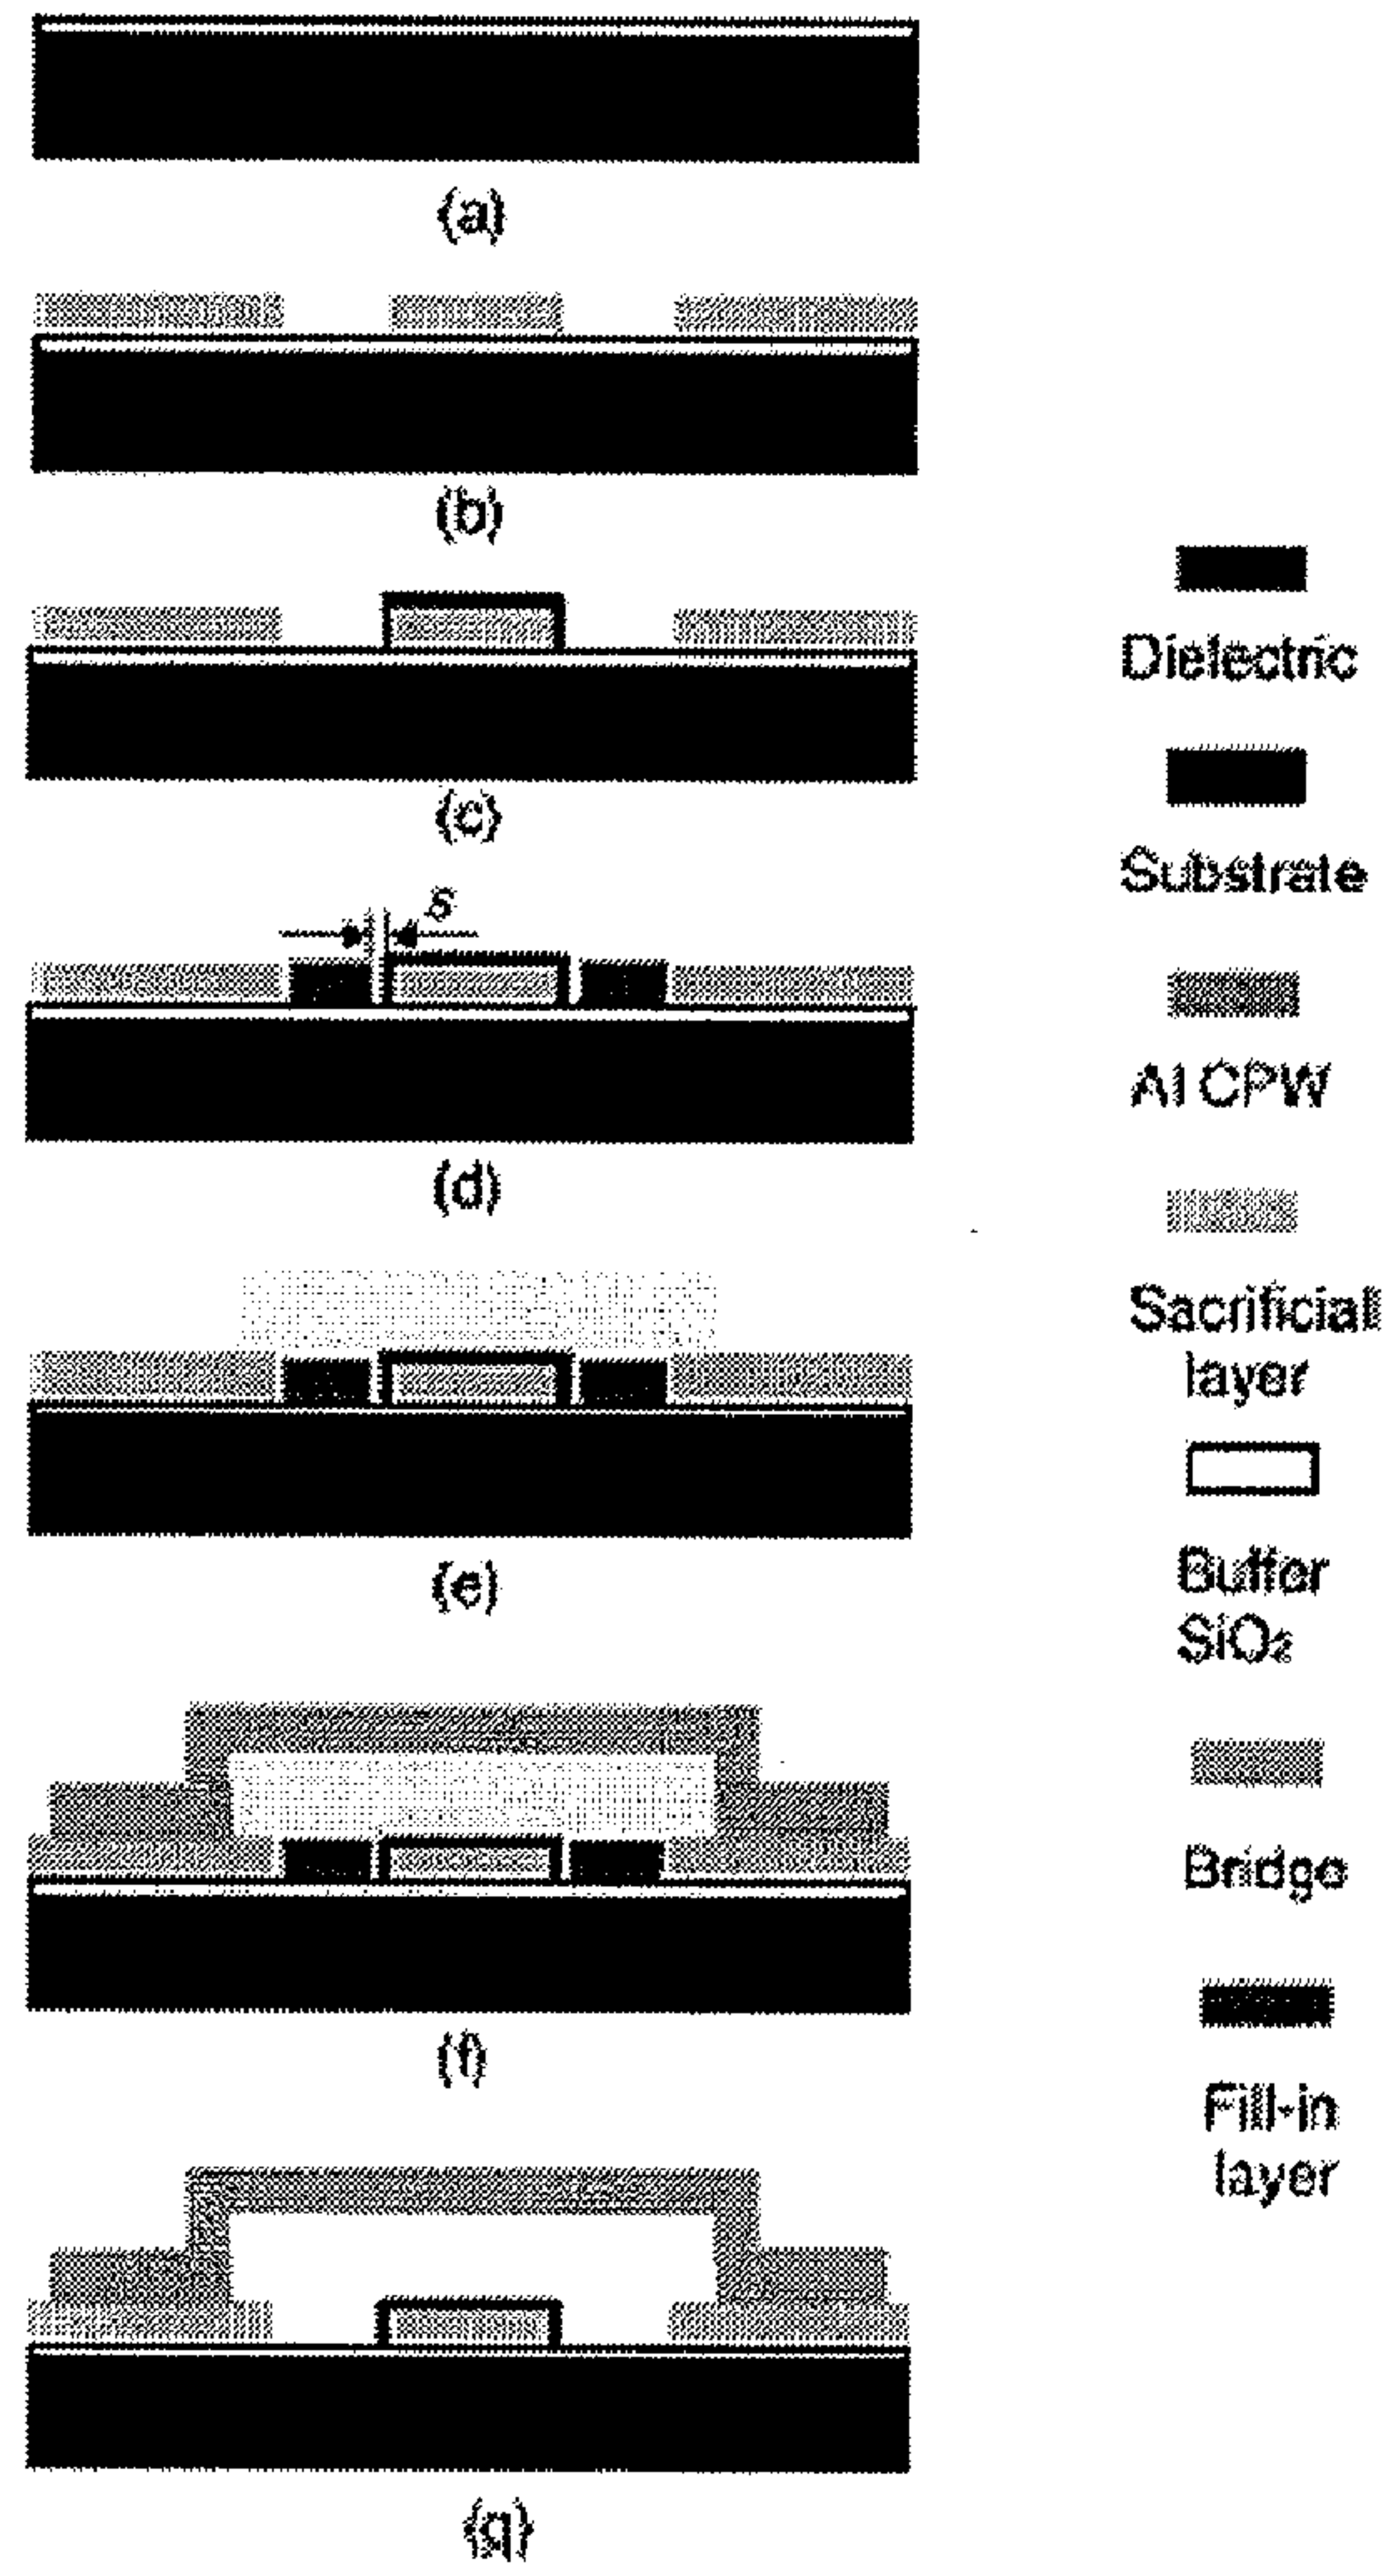 (a)
(b)
(c)
s
(d)
(e)
(f)
(g)
Dielectric
Substrate
Al CPW
Sacrificial
layer
Buffer
SiO₂
Bridge
Fill-in
layer